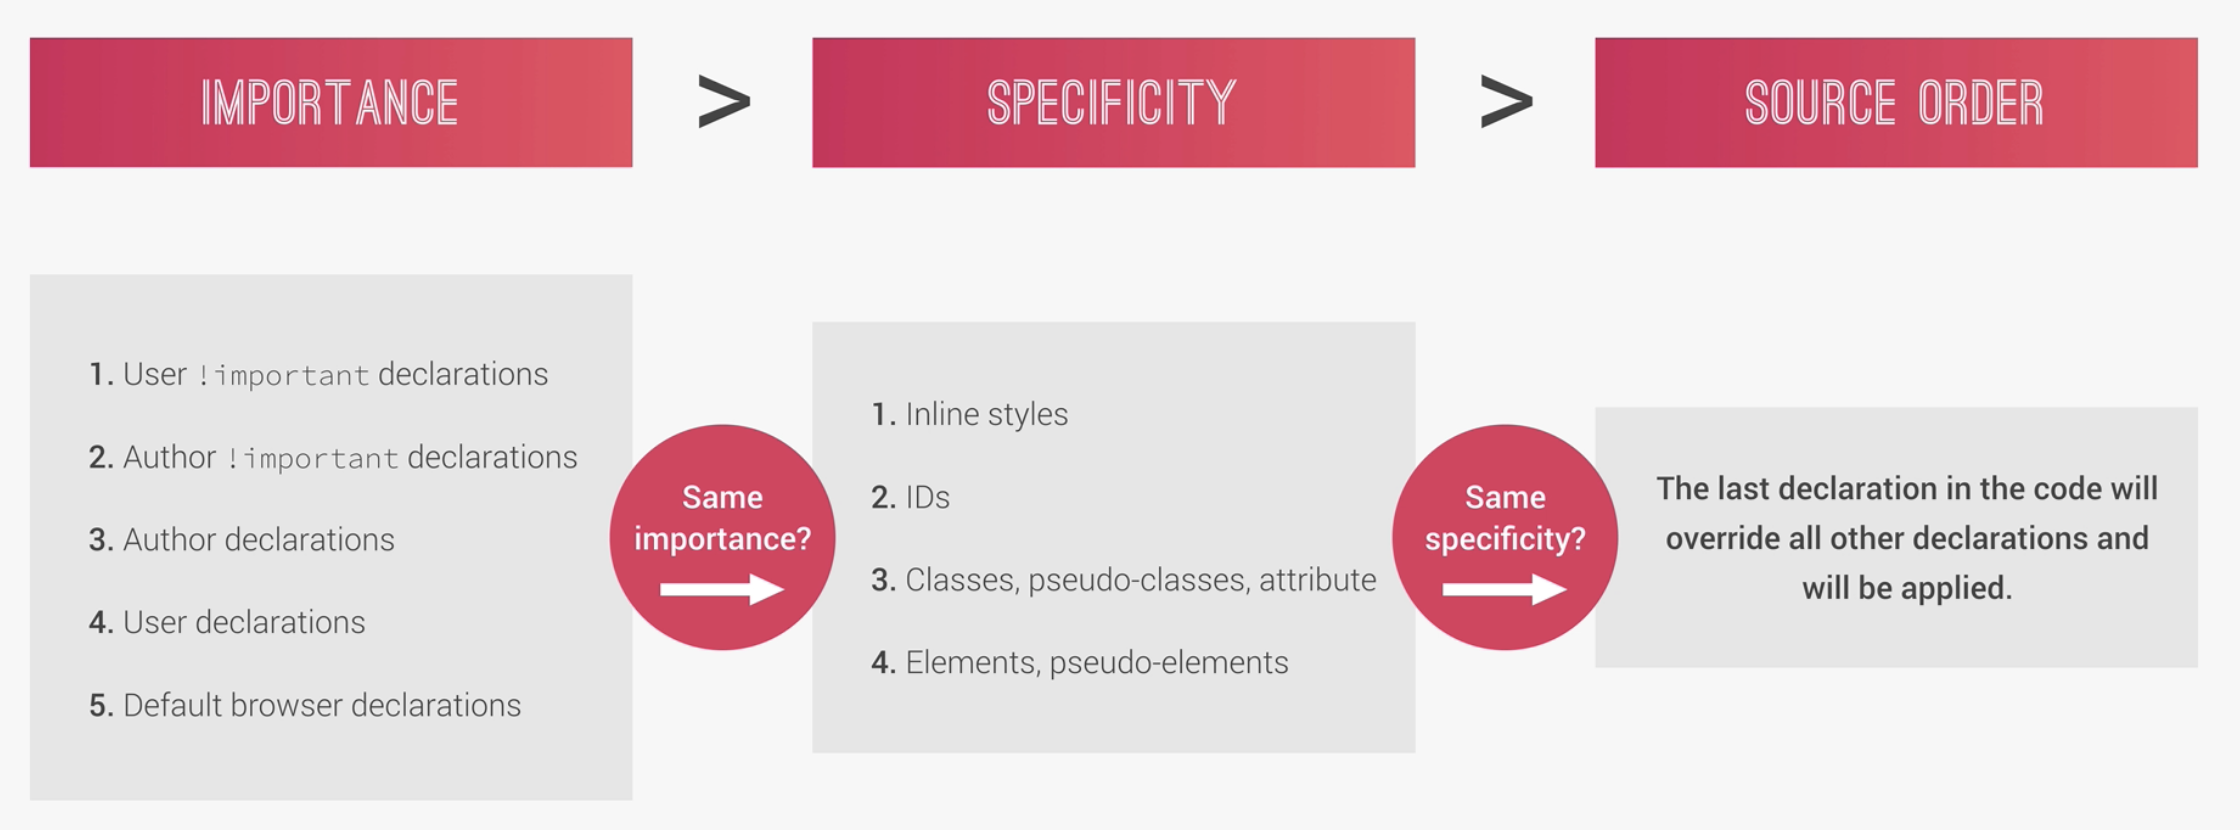 IMPORTANCE
>
SPECIFICITY
>
SOURCE ORDER
1. User !important declarations
2. Author !important declarations
3. Author declarations
4. User declarations
5. Default browser declarations
Same
importance?
1. Inline styles
2. IDs
3. Classes, pseudo-classes, attribute
4. Elements, pseudo-elements
Same
specificity?
The last declaration in the code will
override all other declarations and
will be applied.